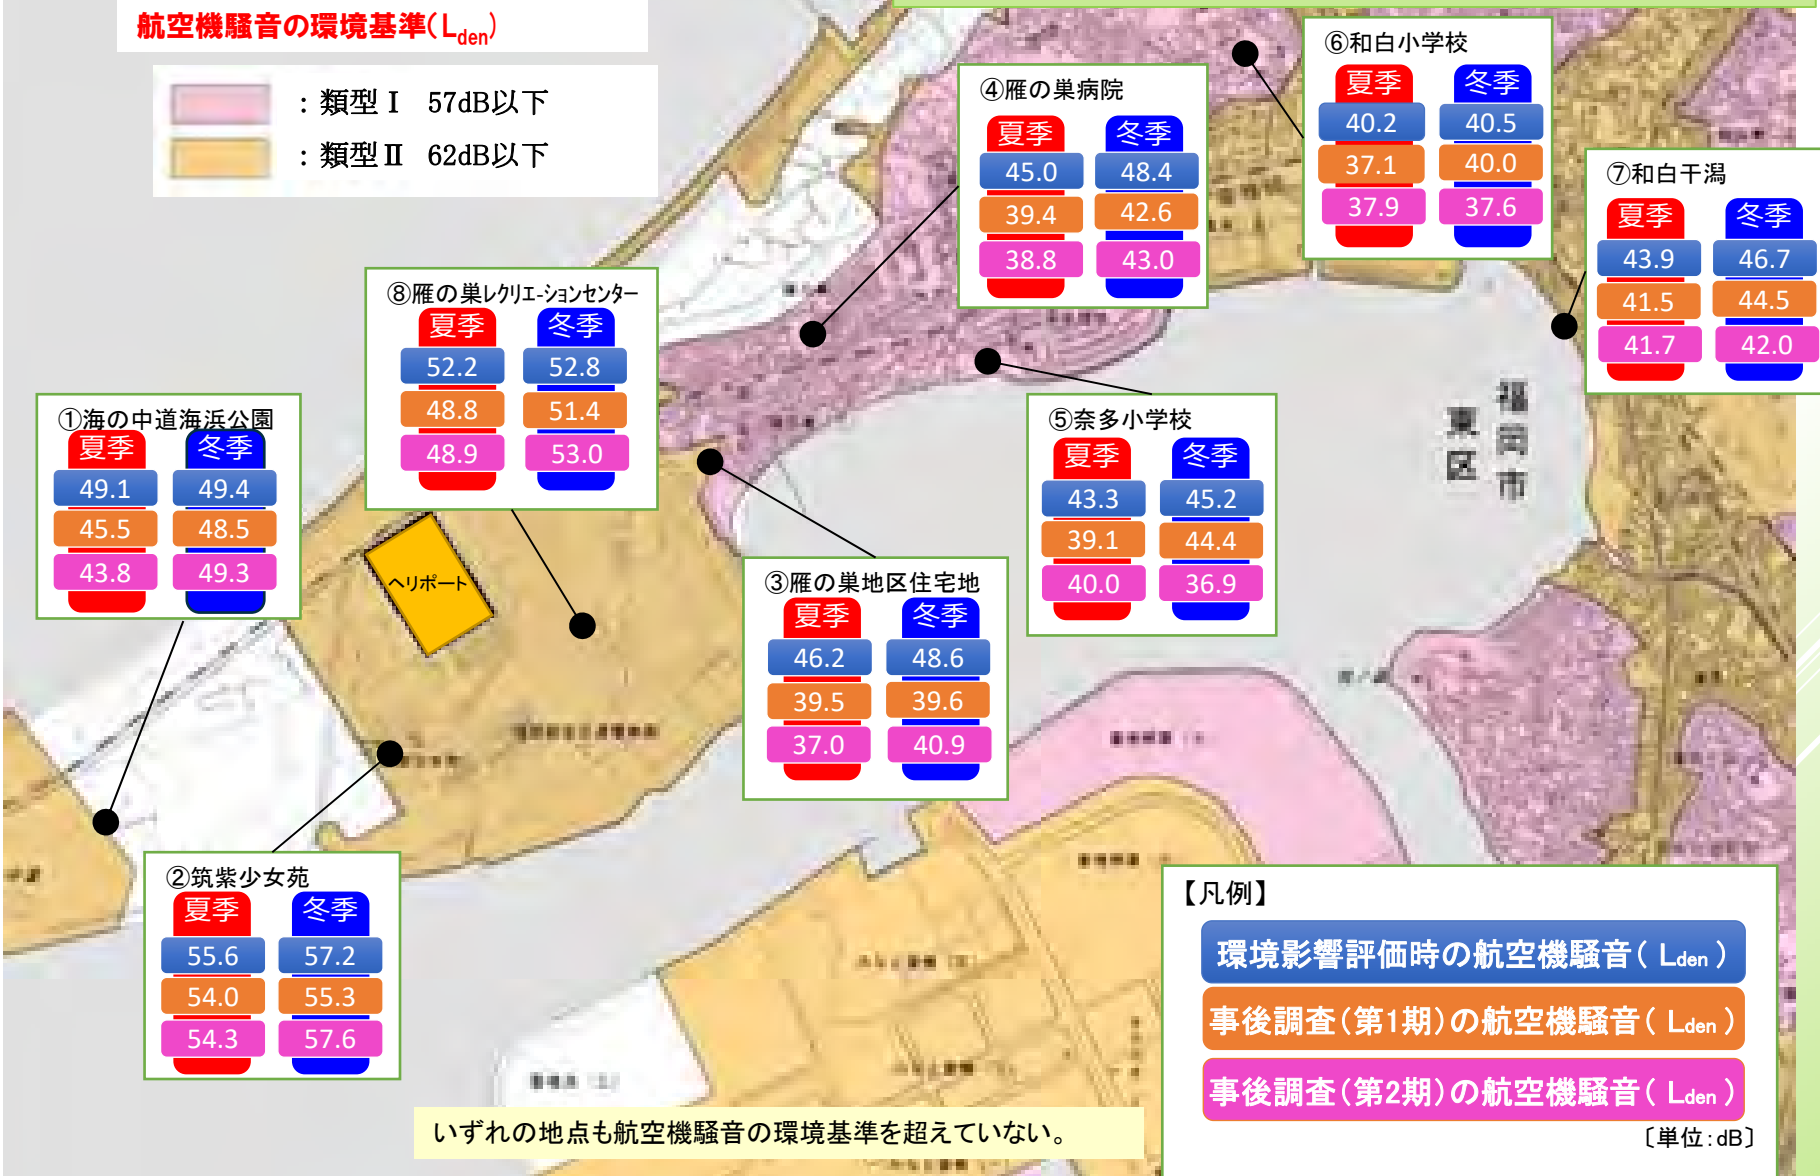 航空機騒音の環境基準(Lden)
：類型Ⅰ 57dB以下
：類型Ⅱ 62dB以下
⑥和白小学校
夏季 冬季
40.2 40.5
37.1 40.0
37.9 37.6
④雁の巣病院
夏季 冬季
45.0 48.4
39.4 42.6
38.8 43.0
⑦和白干潟
夏季 冬季
43.9 46.7
41.5 44.5
41.7 42.0
⑧雁の巣レクリエーションセンター
夏季 冬季
52.2 52.8
48.8 51.4
48.9 53.0
①海の中道海浜公園
夏季 冬季
49.1 49.4
45.5 48.5
43.8 49.3
⑤奈多小学校
夏季 冬季
43.3 45.2
39.1 44.4
40.0 36.9
福岡市
東区
ヘリポート
③雁の巣地区住宅地
夏季 冬季
46.2 48.6
39.5 39.6
37.0 40.9
②筑紫少女苑
夏季 冬季
55.6 57.2
54.0 55.3
54.3 57.6
【凡例】
環境影響評価時の航空機騒音(Lden)
事後調査(第1期)の航空機騒音(Lden)
事後調査(第2期)の航空機騒音(Lden)
〔単位:dB〕
いずれの地点も航空機騒音の環境基準を超えていない。